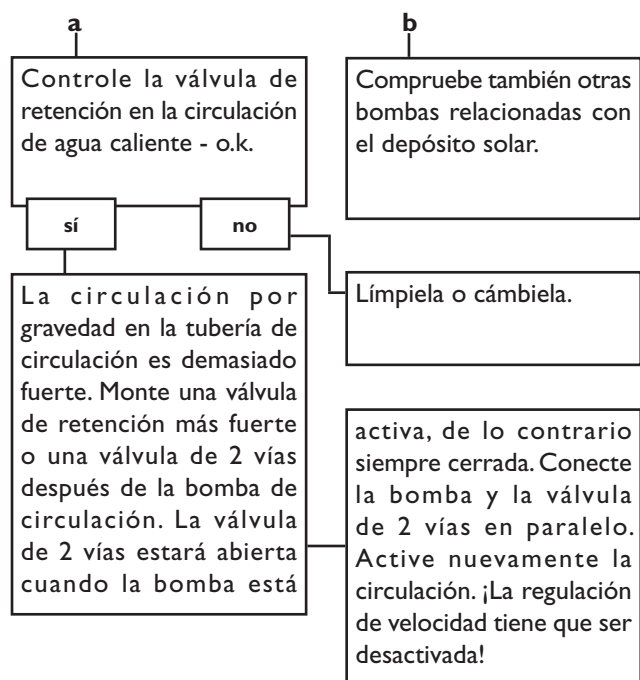 a
Controle la válvula de
retención en la circulación
de agua caliente - o.k.
sí
no
La circulación por
gravedad en la tubería de
circulación es demasiado
fuerte. Monte una válvula
de retención más fuerte
o una válvula de 2 vías
después de la bomba de
circulación. La válvula
de 2 vías estará abierta
cuando la bomba está
b
Compruebe también otras
bombas relacionadas con
el depósito solar.
Límpiela o cámbiela.
activa, de lo contrario
siempre cerrada. Conecte
la bomba y la válvula
de 2 vías en paralelo.
Active nuevamente la
circulación. ¡La regulación
de velocidad tiene que ser
desactivada!